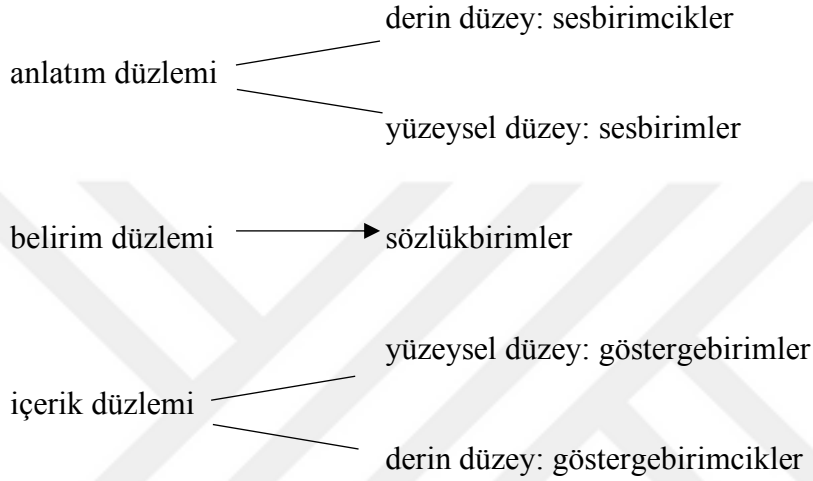 derin düzey: sesbirimcikler
anlatım düzlemi
yüzeysel düzey: sesbirimler
belirim düzlemi
sözlükbirimler
yüzeysel düzey: göstergebirimler
içerik düzlemi
derin düzey: göstergebirimcikler